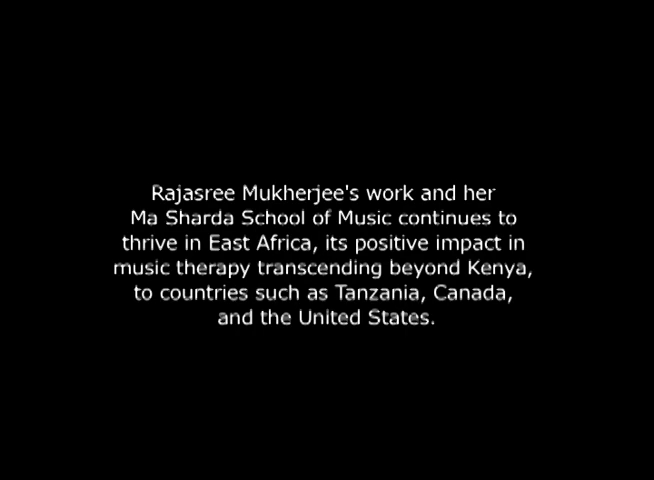 Rajasree Mukherjee's work and her
Ma Sharda School of Music continues to
thrive in East Africa, its positive impact in
music therapy transcending beyond Kenya,
to countries such as Tanzania, Canada,
and the United States.